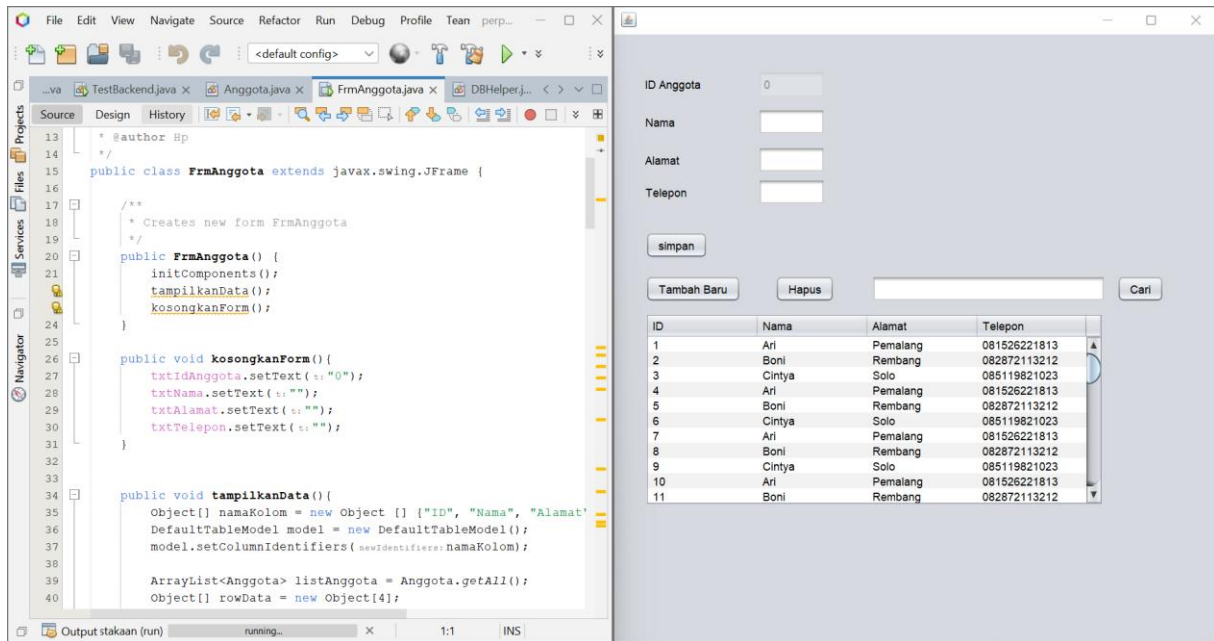 File Edit View Navigate Source Refactor Run Debug Profile Tean perp...
<default config>
...va TestBackend.java Anggota.java FrmAnggota.java DBHelper.j...
Source Design History
Projects
Files
Services
Navigator
13 * @author Hp
14 */
15 public class FrmAnggota extends javax.swing.JFrame {
16
17 /**
18 * Creates new form FrmAnggota
19 */
20 public FrmAnggota() {
21 initComponents();
tampilkanData();
kosongkanForm();
24 }
25
26 public void kosongkanForm(){
27 txtIdAnggota.setText( t: "0");
28 txtNama.setText( t: "");
29 txtAlamat.setText( t: "");
30 txtTelepon.setText( t: "");
31 }
32
33
34 public void tampilkanData(){
35 Object[] namaKolom = new Object [] {"ID", "Nama", "Alamat"
36 DefaultTableModel model = new DefaultTableModel();
37 model.setColumnIdentifiers( newIdentifiers: namaKolom);
38
39 ArrayList<Anggota> listAnggota = Anggota.getAll();
40 Object[] rowData = new Object[4];
Output stakaan (run) running... 1:1 INS
ID Anggota 0
Nama
Alamat
Telepon
simpan
Tambah Baru Hapus Cari
ID Nama Alamat Telepon
1 Ari Pemalang 081526221813
2 Boni Rembang 082872113212
3 Cintya Solo 085119821023
4 Ari Pemalang 081526221813
5 Boni Rembang 082872113212
6 Cintya Solo 085119821023
7 Ari Pemalang 081526221813
8 Boni Rembang 082872113212
9 Cintya Solo 085119821023
10 Ari Pemalang 081526221813
11 Boni Rembang 082872113212